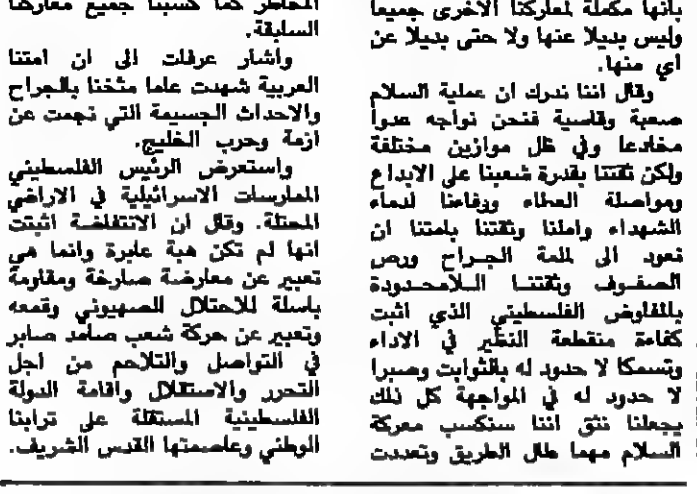 بأنها مكملة لمعاركنا الاخرى جميعا
وليس بديلا عنها ولا حتى بديلا عن
اي منها.
وقال اننا ندرك ان عملية السلام
صعبة وقاسية فنحن نواجه عدوا
مخادعا وفي ظل موازين مختلفة
ولكن ثقتنا بقدرة شعبنا على الابداع
ومواصلة العطاء ووفاءنا لدماء
الشهداء واملنا وثقتنا بامتنا ان
تعود الى لملمة الجراح ورص
الصفوف وثقتنا اللامحدودة
بالمفاوض الفلسطيني الذي اثبت
كفاءة منقطعة النظير في الاداء
وتمسكا لا حدود له بالثوابت وصبرا
لا حدود له في المواجهة كل ذلك
يجعلنا نثق اننا سنكسب معركة
السلام مهما طال الطريق وتعددت
المخاطر كما كسبنا جميع معاركنا
السابقة.
واشار عرفات الى ان امتنا
العربية شهدت عاما مثخنا بالجراح
والاحداث الجسيمة التي نجمت عن
ازمة وحرب الخليج.
واستعرض الرئيس الفلسطيني
الممارسات الاسرائيلية في الاراضي
المحتلة. وقال ان الانتفاضة اثبتت
انها لم تكن هبة عابرة وانما هي
تعبير عن معارضة صارخة ومقاومة
باسلة للاحتلال الصهيوني وقمعه
وتعبير عن حركة شعب صامد صابر
في التواصل والتلاحم من اجل
التحرر والاستقلال واقامة الدولة
الفلسطينية المستقلة على ترابنا
الوطني وعاصمتها القدس الشريف.